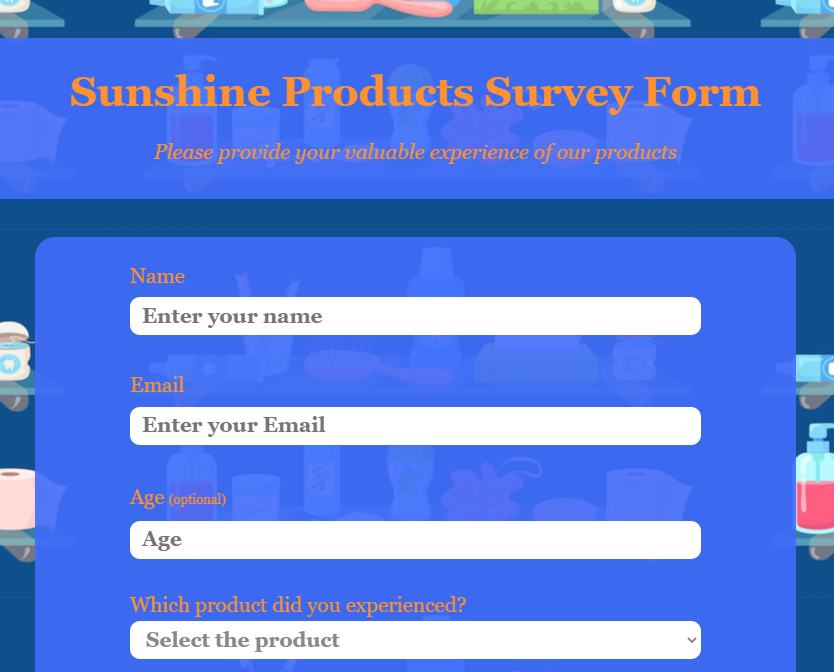 Sunshine Products Survey Form
Please provide your valuable experience of our products
Name
Enter your name
Email
Enter your Email
Age (optional)
Age
Which product did you experienced?
Select the product